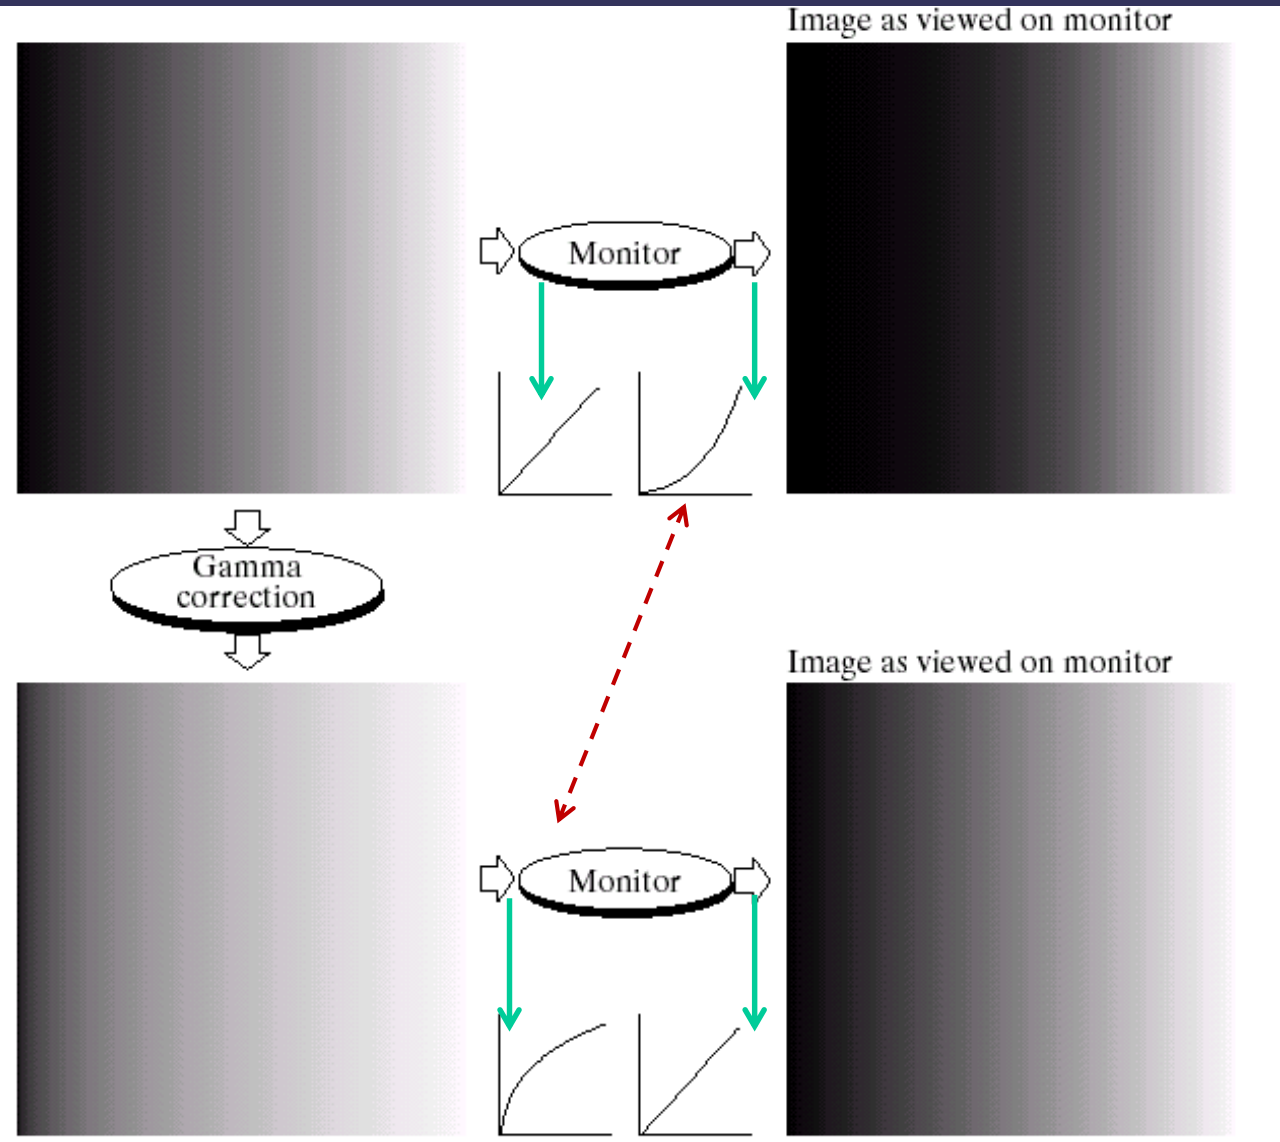 Image as viewed on monitor
Monitor
Gamma
correction
Image as viewed on monitor
Monitor